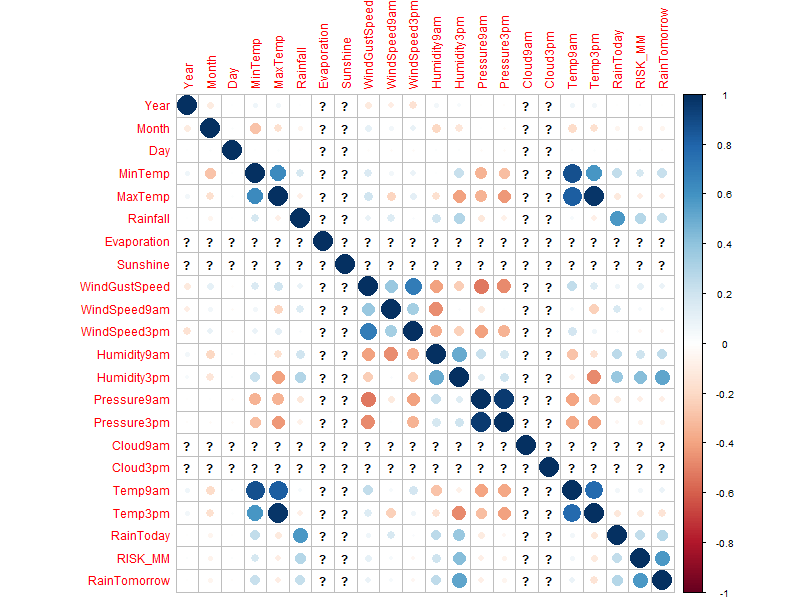 Year Month Day MinTemp MaxTemp Rainfall Evaporation Sunshine WindGustSpeed WindSpeed9am WindSpeed3pm Humidity9am Humidity3pm Pressure9am Pressure3pm Cloud9am Cloud3pm Temp9am Temp3pm RainToday RISK_MM RainTomorrow
Year ? ? ? ?
Month ? ? ? ?
Day ? ? ? ?
MinTemp ? ? ? ?
MaxTemp ? ? ? ?
Rainfall ? ? ? ?
Evaporation ? ? ? ? ? ? ? ? ? ? ? ? ? ? ? ? ? ? ? ? ?
Sunshine ? ? ? ? ? ? ? ? ? ? ? ? ? ? ? ? ? ? ? ? ?
WindGustSpeed ? ? ? ?
WindSpeed9am ? ? ? ?
WindSpeed3pm ? ? ? ?
Humidity9am ? ? ? ?
Humidity3pm ? ? ? ?
Pressure9am ? ? ? ?
Pressure3pm ? ? ? ?
Cloud9am ? ? ? ? ? ? ? ? ? ? ? ? ? ? ? ? ? ? ? ? ?
Cloud3pm ? ? ? ? ? ? ? ? ? ? ? ? ? ? ? ? ? ? ? ? ?
Temp9am ? ? ? ?
Temp3pm ? ? ? ?
RainToday ? ? ? ?
RISK_MM ? ? ? ?
RainTomorrow ? ? ? ?
1
0.8
0.6
0.4
0.2
0
-0.2
-0.4
-0.6
-0.8
-1